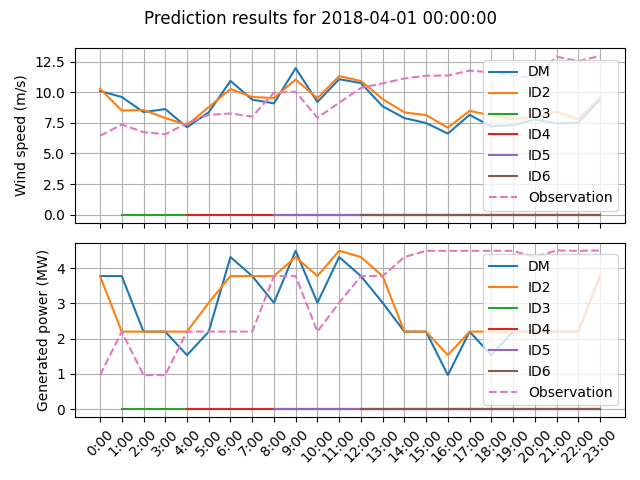 Prediction results for 2018-04-01 00:00:00
Wind speed (m/s)
12.5
10.0
7.5
5.0
2.5
0.0
DM
ID2
ID3
ID4
ID5
ID6
Observation
Generated power (MW)
4
3
2
1
0
DM
ID2
ID3
ID4
ID5
ID6
Observation
0:00 1:00 2:00 3:00 4:00 5:00 6:00 7:00 8:00 9:00 10:00 11:00 12:00 13:00 14:00 15:00 16:00 17:00 18:00 19:00 20:00 21:00 22:00 23:00